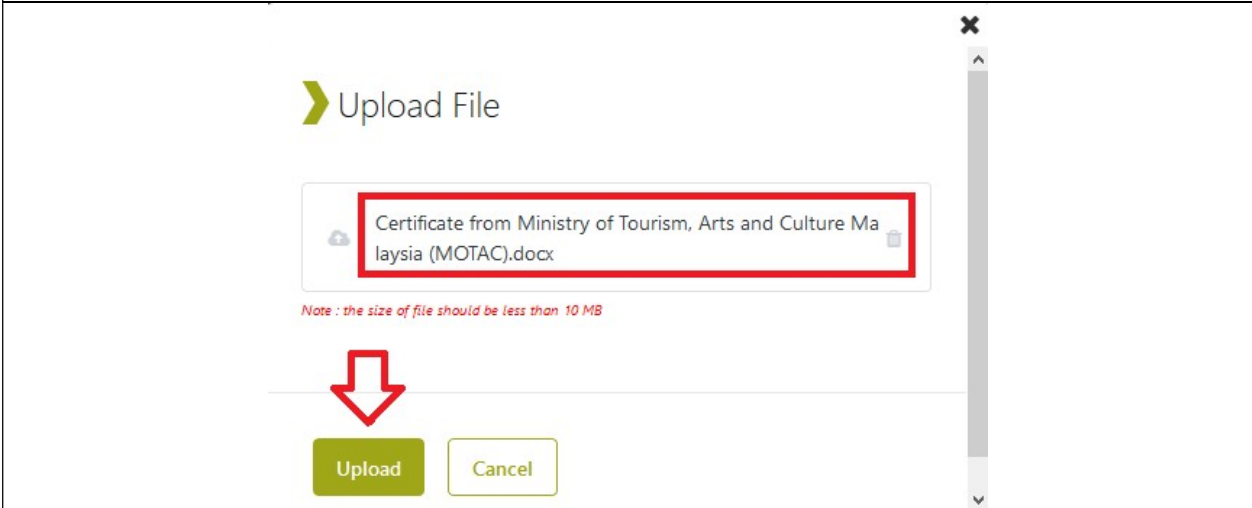 Upload File
Certificate from Ministry of Tourism, Arts and Culture Ma
laysia (MOTAC).docx
Note : the size of file should be less than 10 MB
Upload
Cancel